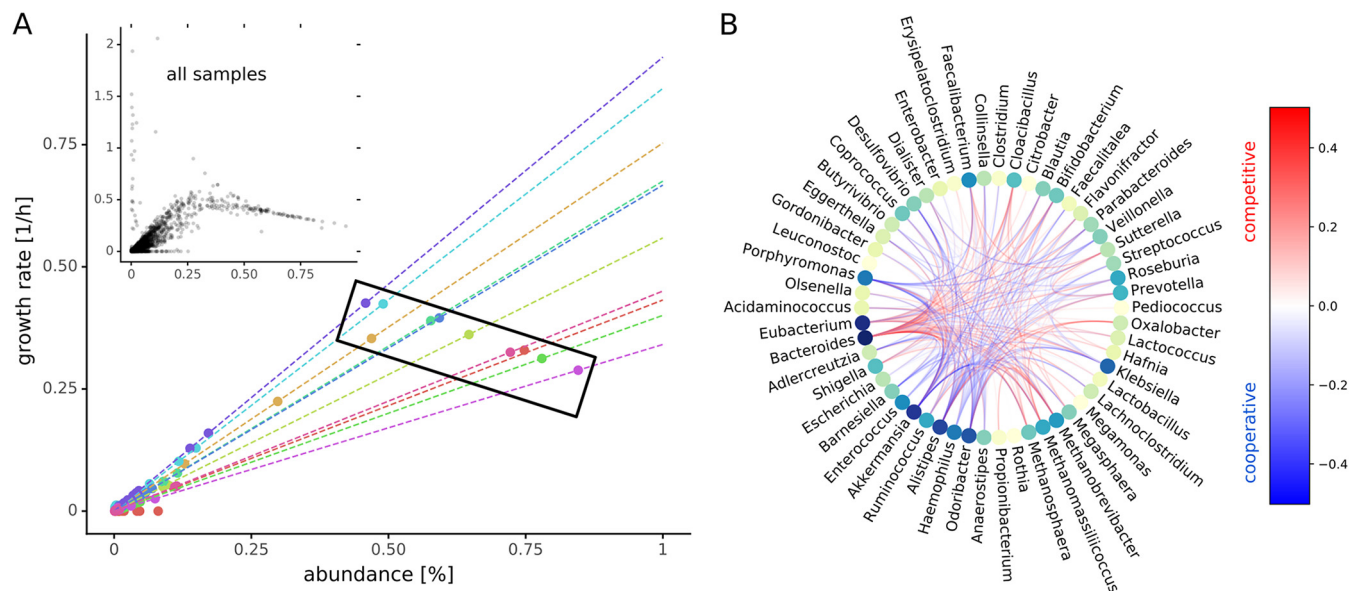 A
all samples
2
1.5
1
0.5
0
0
0.25
0.50
0.75
growth rate [1/h]
0.75
0.50
0.25
0
0
0.25
0.50
0.75
1
abundance [%]
B
Erysipelatoclostridium
Faecalibacterium
Collinsella
Clostridium
Cloacibacillus
Citrobacter
Blautia
Bifidobacterium
Faecalitalea
Flavonifractor
Parabacteroides
Veillonella
Sutterella
Streptococcus
Roseburia
Prevotella
Pediococcus
Oxalobacter
Lactococcus
Hafnia
Klebsiella
Lactobacillus
Lachnoclostridium
Megamonas
Megasphaera
Methanobrevibacter
Methanomassiliicoccus
Methanosphaera
Rothia
Propionibacterium
Anaerostipes
Odoribacter
Haemophilus
Alistipes
Ruminococcus
Akkermansia
Enterococcus
Barnesiella
Escherichia
Shigella
Adlercreutzia
Bacteroides
Eubacterium
Acidaminococcus
Olsenella
Porphyromonas
Leuconostoc
Gordonibacter
Eggerthella
Butyrivibrio
Coprococcus
Desulfovibrio
Dialister
Enterobacter
competitive
cooperative
0.4
0.2
0.0
−0.2
−0.4